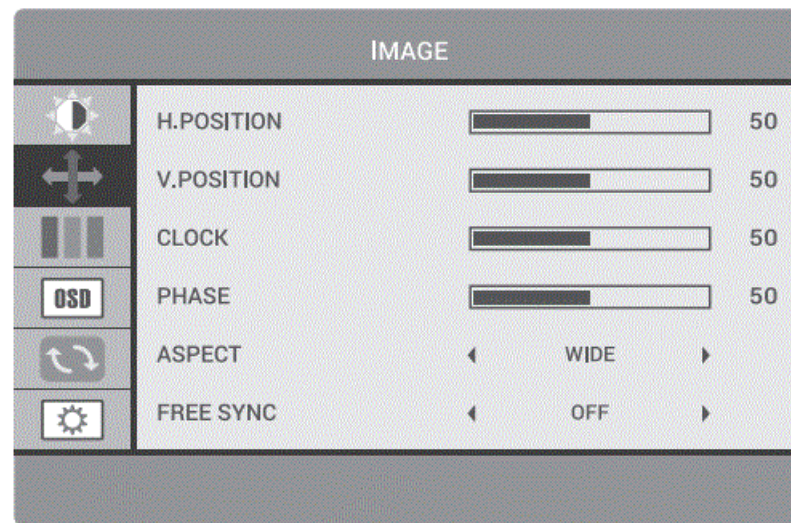 IMAGE
H.POSITION 50
V.POSITION 50
CLOCK 50
OSD PHASE 50
ASPECT WIDE
FREE SYNC OFF